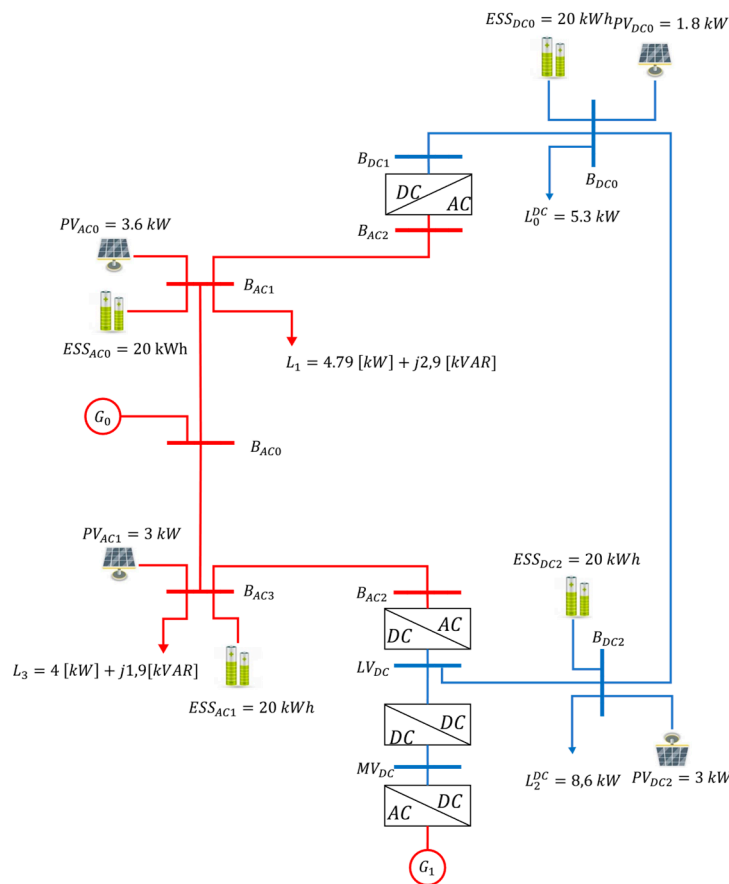 ESS_DC0 = 20 kWh PV_DC0 = 1.8 kW
B_DC1
B_DC0
DC
AC
L_0^DC = 5.3 kW
B_AC2
PV_AC0 = 3.6 kW
B_AC1
ESS_AC0 = 20 kWh
L_1 = 4.79 [kW] + j2,9 [kVAR]
G_0
B_AC0
PV_AC1 = 3 kW
ESS_DC2 = 20 kWh
B_AC3
B_AC2
AC
DC
B_DC2
L_3 = 4 [kW] + j1,9[kVAR]
LV_DC
ESS_AC1 = 20 kWh
DC
DC
MV_DC
L_2^DC = 8,6 kW
PV_DC2 = 3 kW
DC
AC
G_1